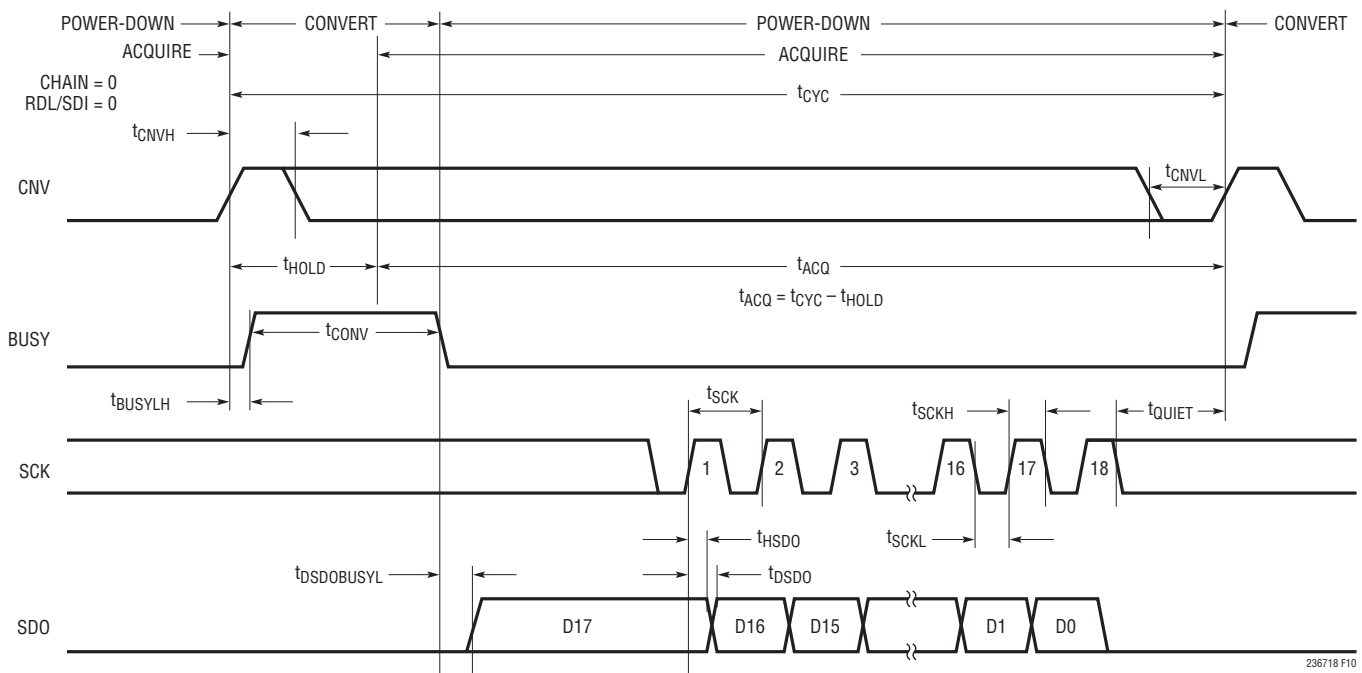 POWER-DOWN CONVERT POWER-DOWN CONVERT
ACQUIRE ACQUIRE
CHAIN = 0
RDL/SDI = 0
tCYC
tCNVH
CNV
tCNVL
tHOLD tACQ
tACQ = tCYC – tHOLD
BUSY
tCONV
tBUSYLH
tSCK tSCKH tQUIET
SCK
1 2 3 16 17 18
tHSDO tSCKL
tDSDOBUSYL tDSDO
SDO
D17 D16 D15 D1 D0
236718 F10